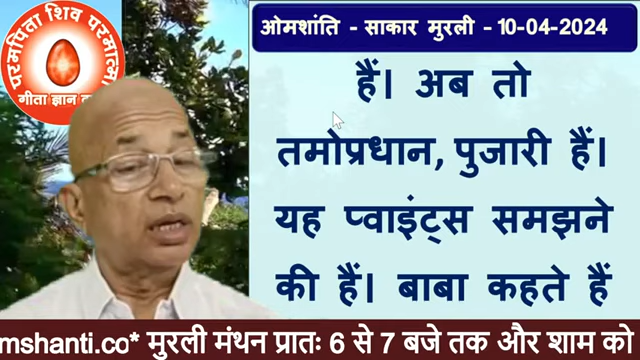 परमपिता शिव परमात्मा
गीता ज्ञान
ओमशांति - साकार मुरली - 10-04-2024
हैं। अब तो
तमोप्रधान, पुजारी हैं।
यह प्वाइंट्स समझने
की हैं। बाबा कहते हैं
mshanti.co* मुरली मंथन प्रातः 6 से 7 बजे तक और शाम को